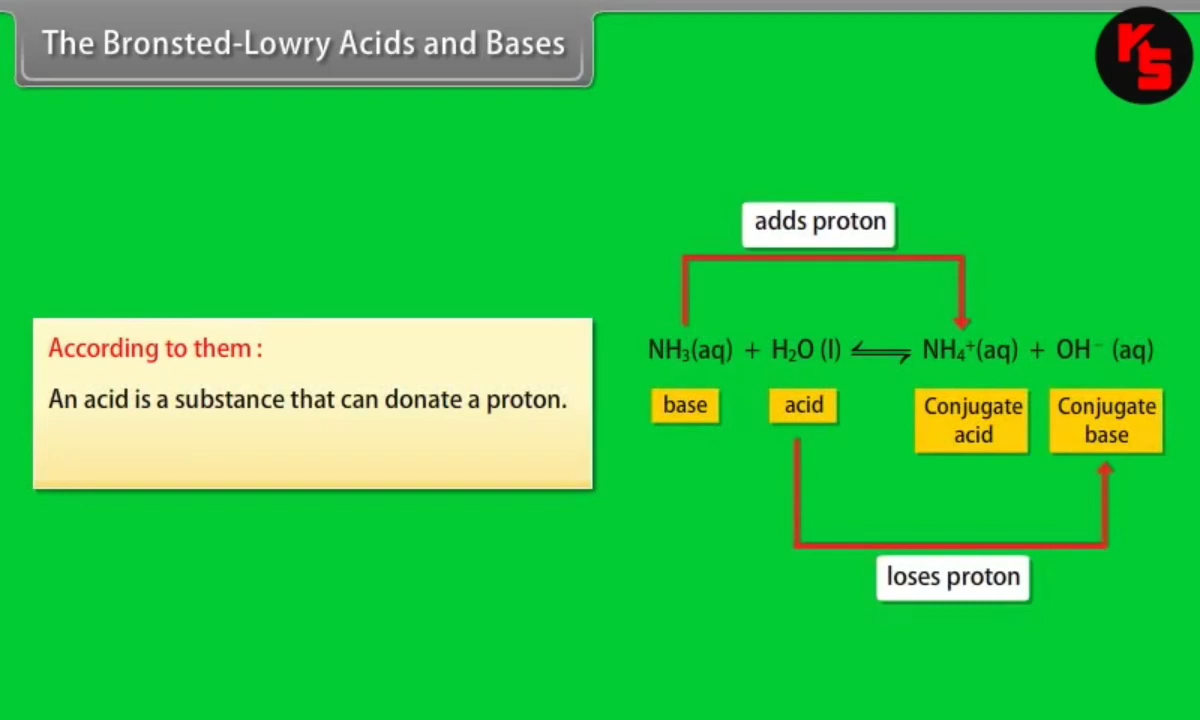 The Bronsted-Lowry Acids and Bases
KS
adds proton
According to them :
An acid is a substance that can donate a proton.
NH₃(aq) + H₂O (l) ⇌ NH₄⁺(aq) + OH⁻ (aq)
base
acid
Conjugate
acid
Conjugate
base
loses proton